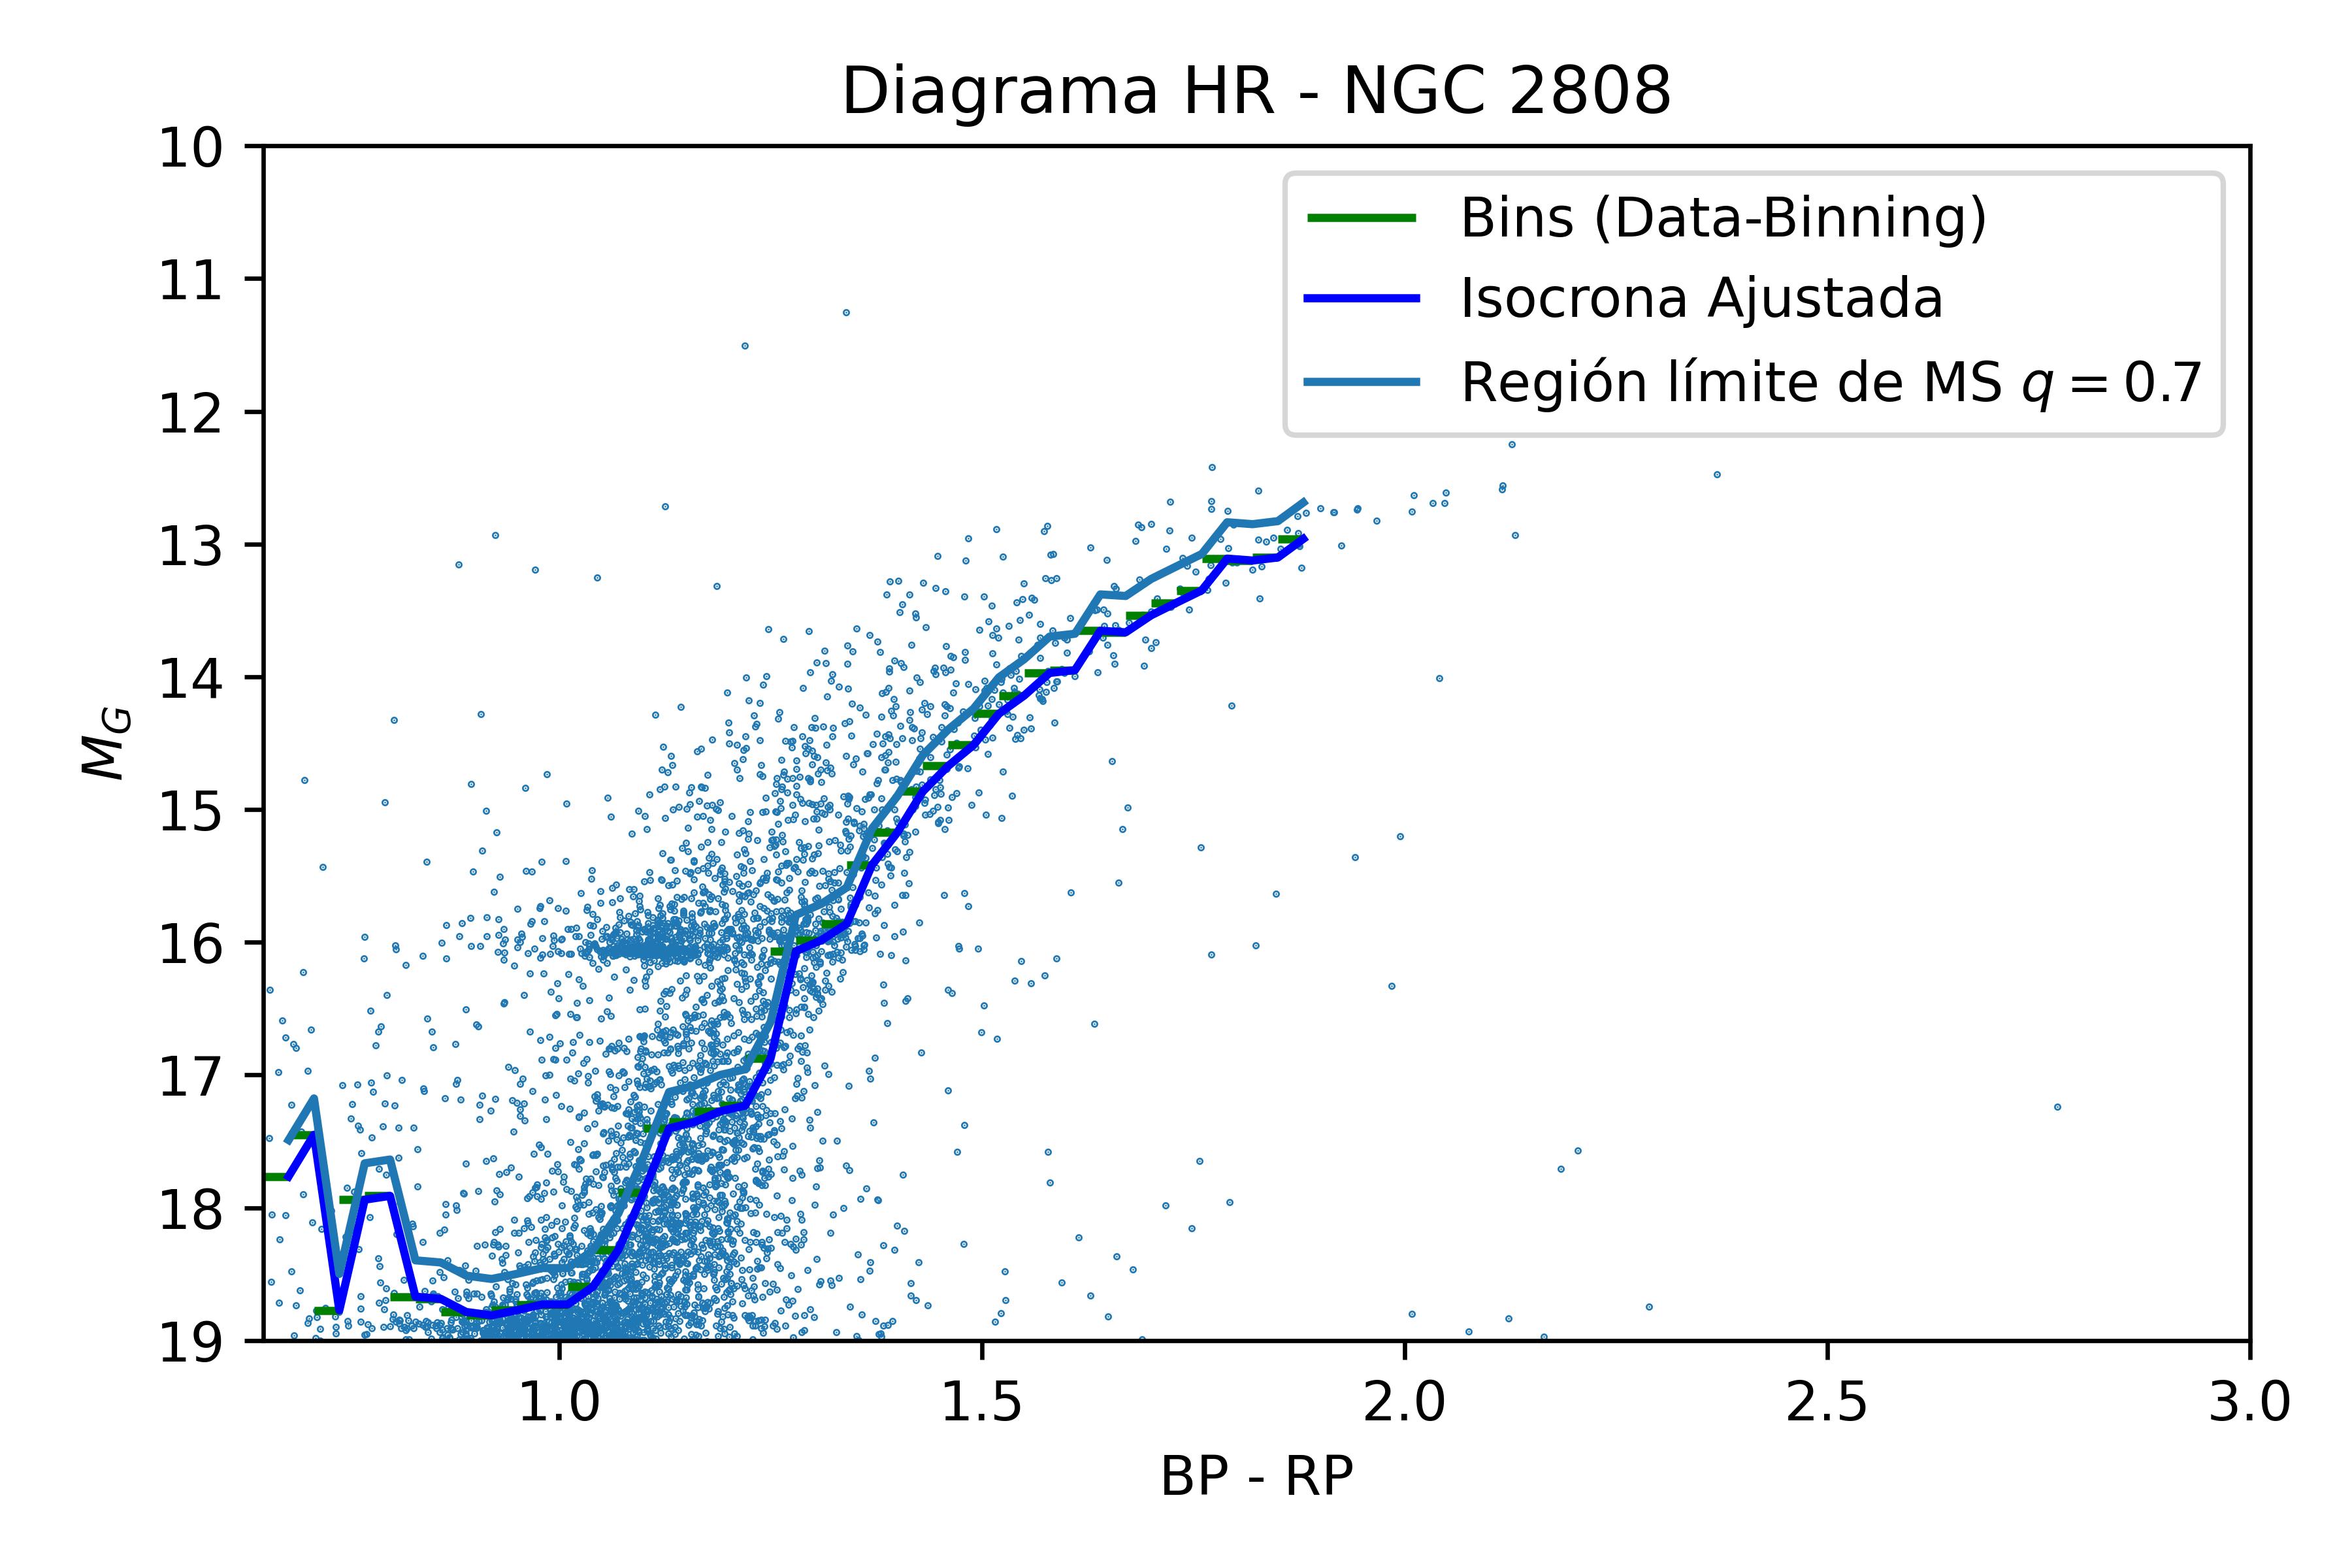 Diagrama HR - NGC 2808
10
11
12
13
14
15
16
17
18
19
M_G
Bins (Data-Binning)
Isocrona Ajustada
Región límite de MS q = 0.7
1.0 1.5 2.0 2.5 3.0
BP - RP